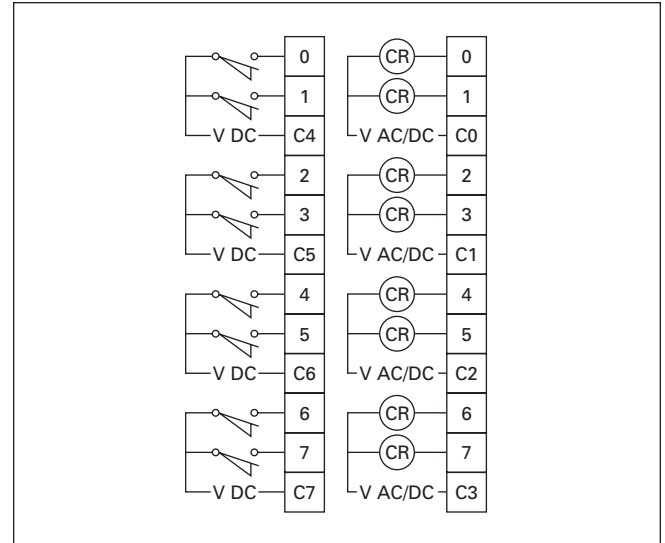 0 CR 0
1 CR 1
V DC C4 V AC/DC C0
2 CR 2
3 CR 3
V DC C5 V AC/DC C1
4 CR 4
5 CR 5
V DC C6 V AC/DC C2
6 CR 6
7 CR 7
V DC C7 V AC/DC C3